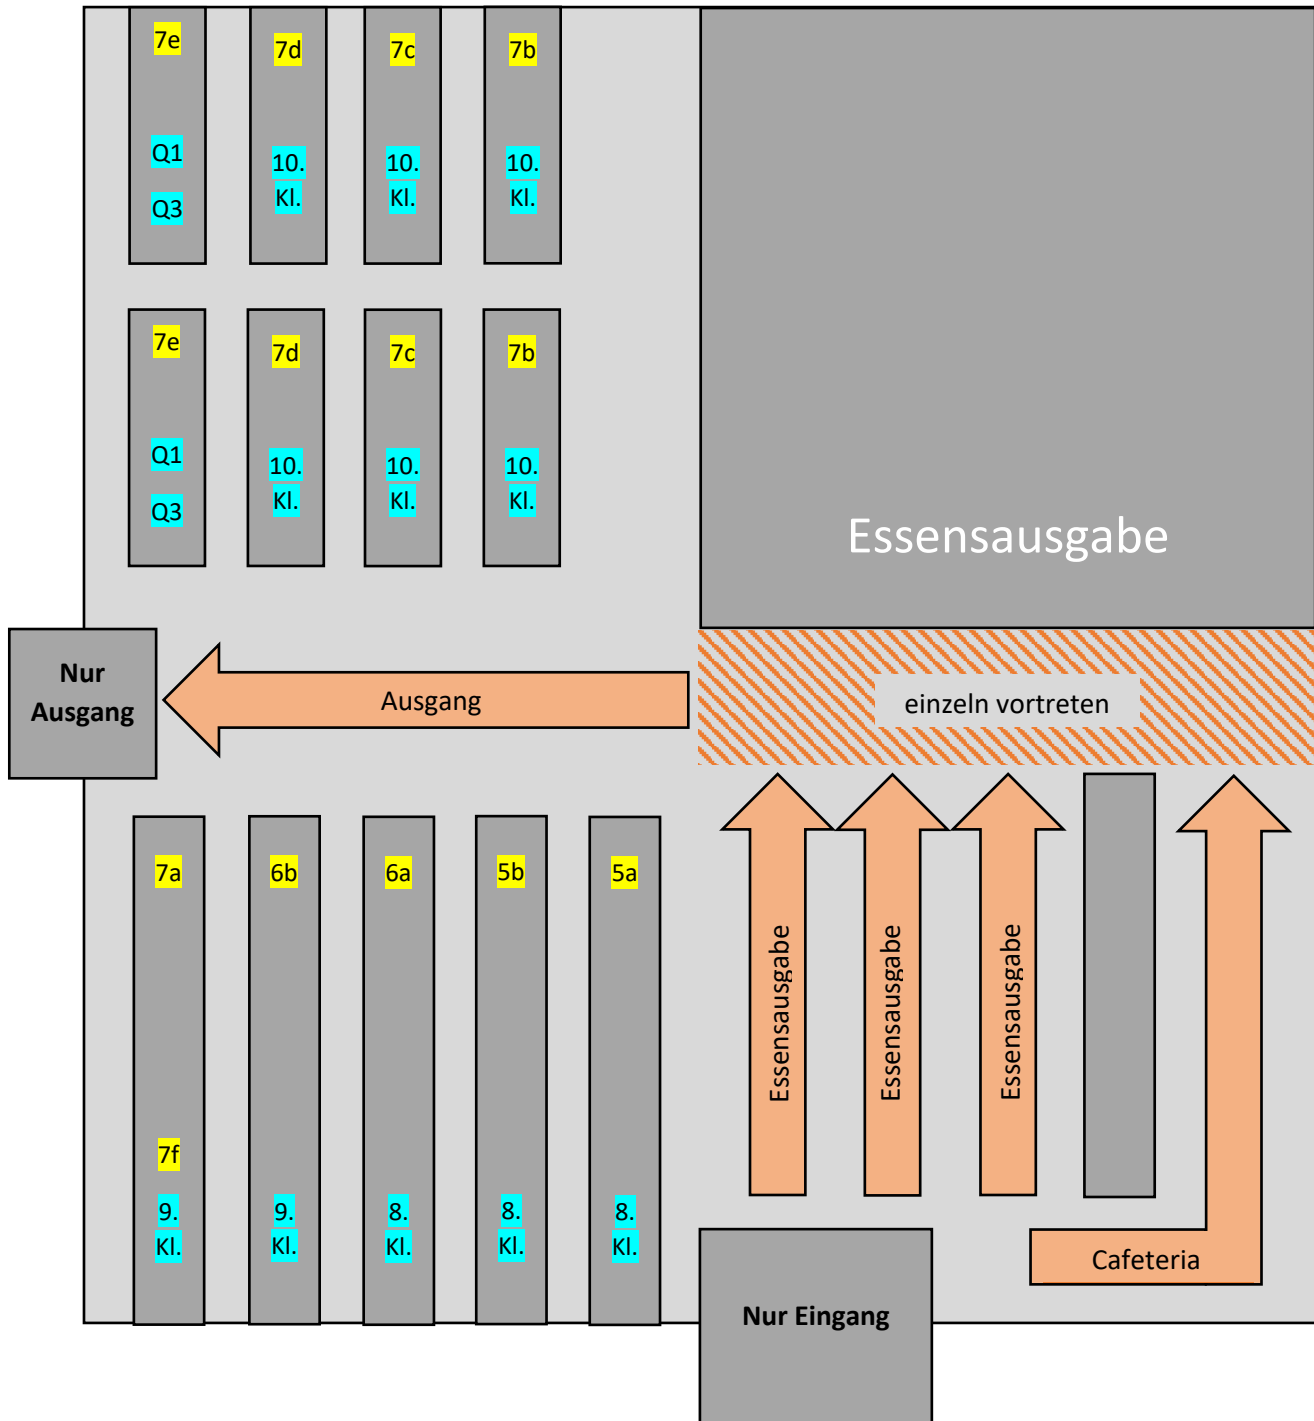 7e
7d
7c
7b
Q1
Q3
10.
Kl.
10.
Kl.
10.
Kl.
7e
7d
7c
7b
Q1
Q3
10.
Kl.
10.
Kl.
10.
Kl.
Essensausgabe
Nur
Ausgang
Ausgang
einzeln vortreten
7a
6b
6a
5b
5a
7f
9.
Kl.
9.
Kl.
8.
Kl.
8.
Kl.
8.
Kl.
Essensausgabe
Essensausgabe
Essensausgabe
Cafeteria
Nur Eingang